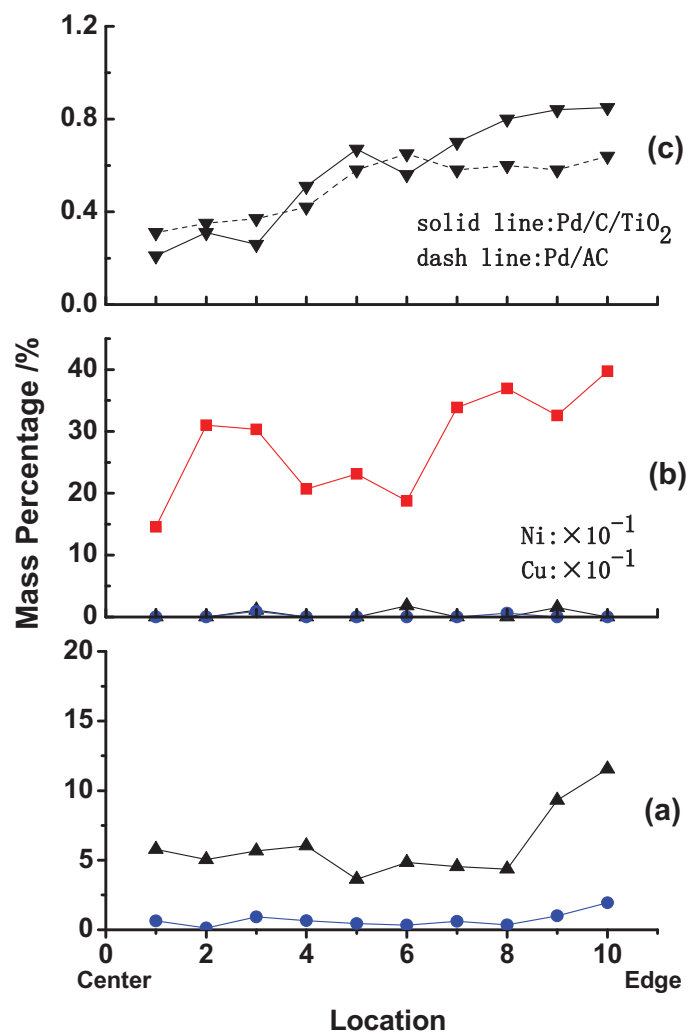 1.2
0.8
(c)
0.4
solid line:Pd/C/TiO2
dash line:Pd/AC
0.0
Mass Percentage /%
40
30
(b)
20
Ni:×10-1
10
Cu:×10-1
0
20
15
10
(a)
5
0
0 2 4 6 8 10
Center Edge
Location